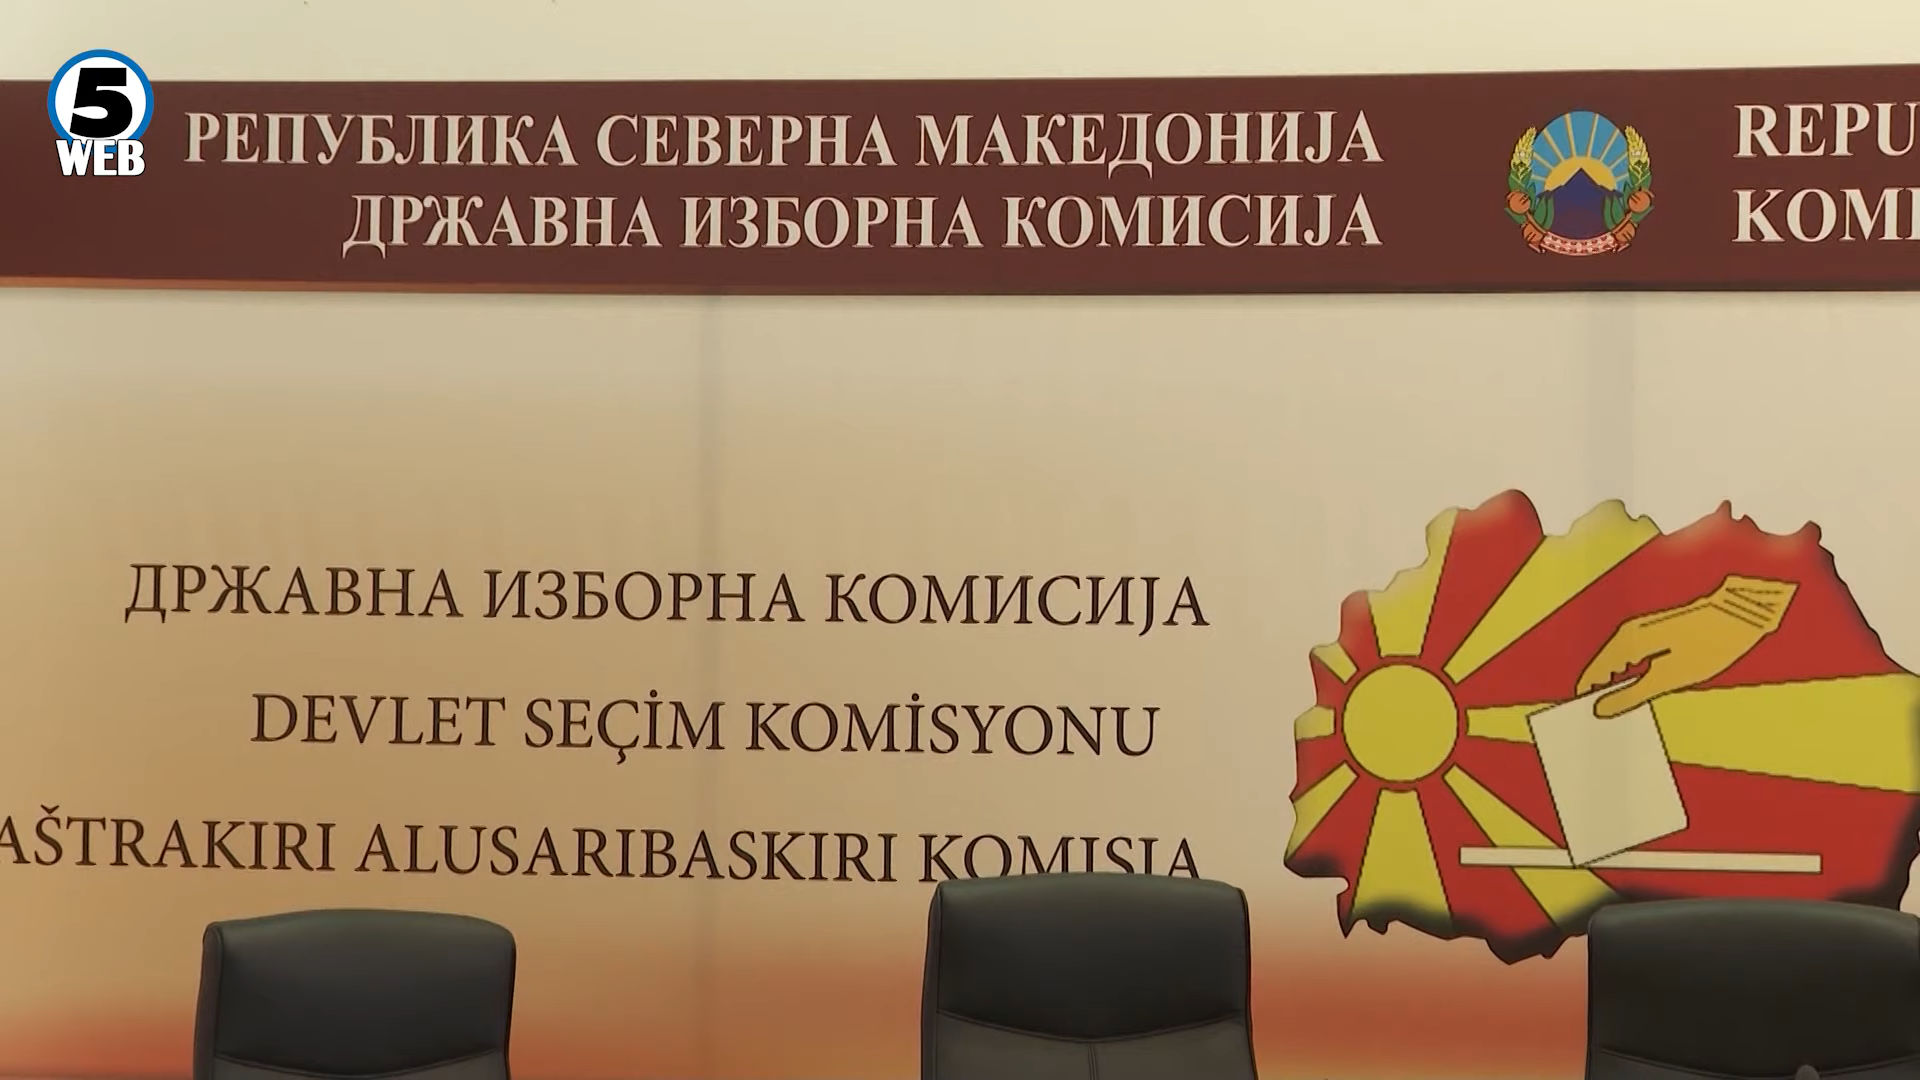 5
WEB
РЕПУБЛИКА СЕВЕРНА МАКЕДОНИЈА
ДРЖАВНА ИЗБОРНА КОМИСИЈА
ДРЖАВНА ИЗБОРНА КОМИСИЈА
DEVLET SEÇİM KOMİSYONU
ALUSARIBASKIRI KOMISIA